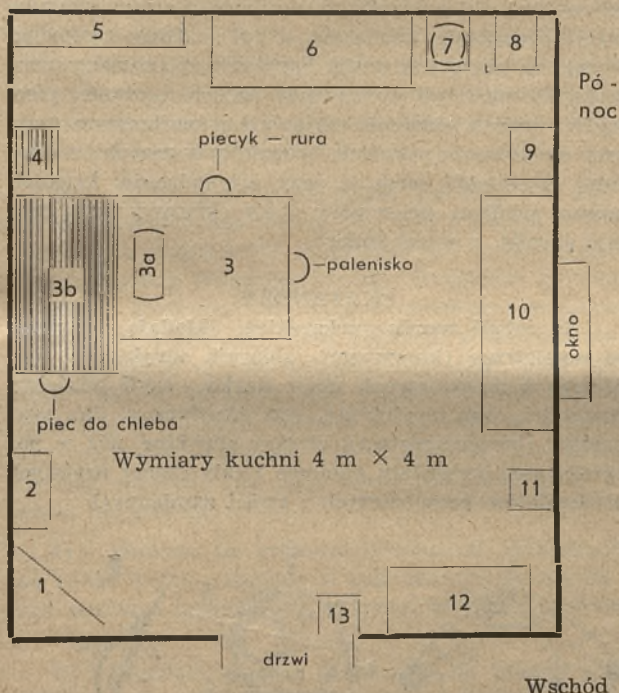 5
6
(7)
8
Pó-
noc
piecyk — rura
4
9
3a
3
palenisko
3b
10
okno
piec do chleba
Wymiary kuchni 4 m × 4 m
2
11
1
12
13
drzwi
Wschód